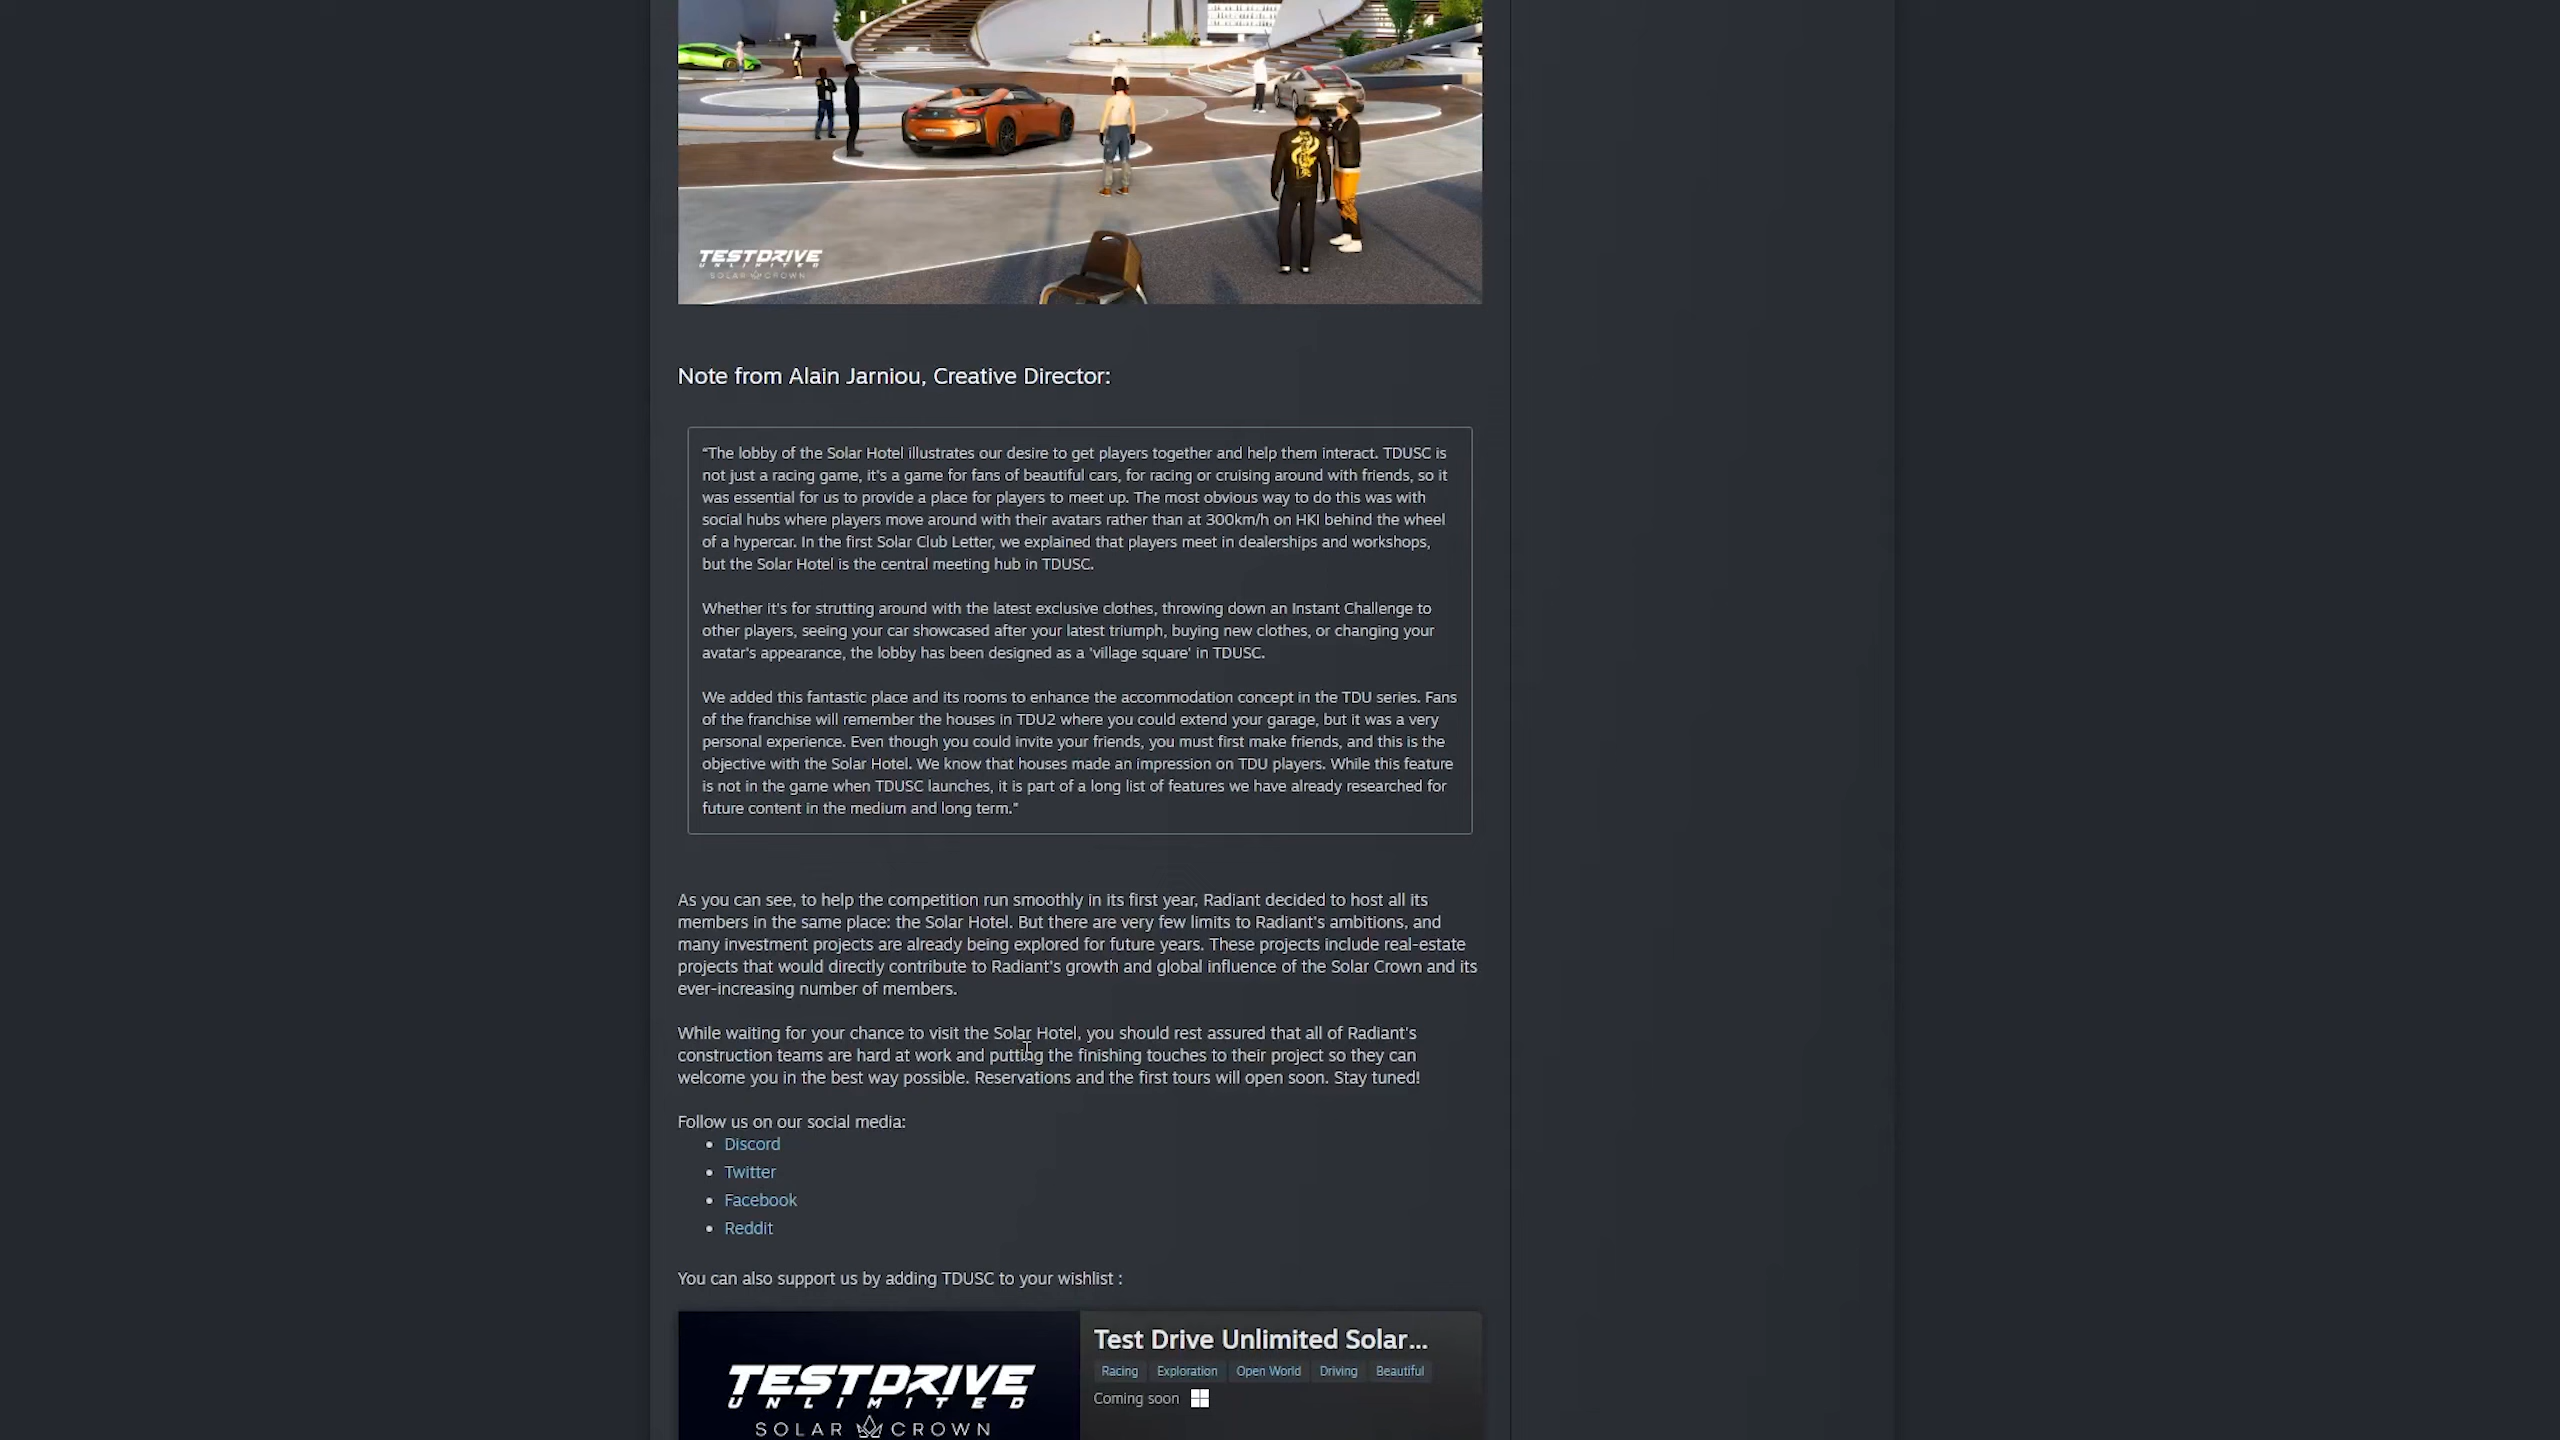 TEST DRIVE
UNLIMITED
SOLAR CROWN
Note from Alain Jarniou, Creative Director:
“The lobby of the Solar Hotel illustrates our desire to get players together and help them interact. TDUSC is
not just a racing game, it's a game for fans of beautiful cars, for racing or cruising around with friends, so it
was essential for us to provide a place for players to meet up. The most obvious way to do this was with
social hubs where players move around with their avatars rather than at 300km/h on HKI behind the wheel
of a hypercar. In the first Solar Club Letter, we explained that players meet in dealerships and workshops,
but the Solar Hotel is the central meeting hub in TDUSC.
Whether it's for strutting around with the latest exclusive clothes, throwing down an Instant Challenge to
other players, seeing your car showcased after your latest triumph, buying new clothes, or changing your
avatar's appearance, the lobby has been designed as a 'village square' in TDUSC.
We added this fantastic place and its rooms to enhance the accommodation concept in the TDU series. Fans
of the franchise will remember the houses in TDU2 where you could extend your garage, but it was a very
personal experience. Even though you could invite your friends, you must first make friends, and this is the
objective with the Solar Hotel. We know that houses made an impression on TDU players. While this feature
is not in the game when TDUSC launches, it is part of a long list of features we have already researched for
future content in the medium and long term.”
As you can see, to help the competition run smoothly in its first year, Radiant decided to host all its
members in the same place: the Solar Hotel. But there are very few limits to Radiant's ambitions, and
many investment projects are already being explored for future years. These projects include real-estate
projects that would directly contribute to Radiant's growth and global influence of the Solar Crown and its
ever-increasing number of members.
While waiting for your chance to visit the Solar Hotel, you should rest assured that all of Radiant's
construction teams are hard at work and putting the finishing touches to their project so they can
welcome you in the best way possible. Reservations and the first tours will open soon. Stay tuned!
Follow us on our social media:
• Discord
• Twitter
• Facebook
• Reddit
You can also support us by adding TDUSC to your wishlist :
TEST DRIVE
UNLIMITED
SOLAR CROWN
Test Drive Unlimited Solar...
Racing Exploration Open World Driving Beautiful
Coming soon